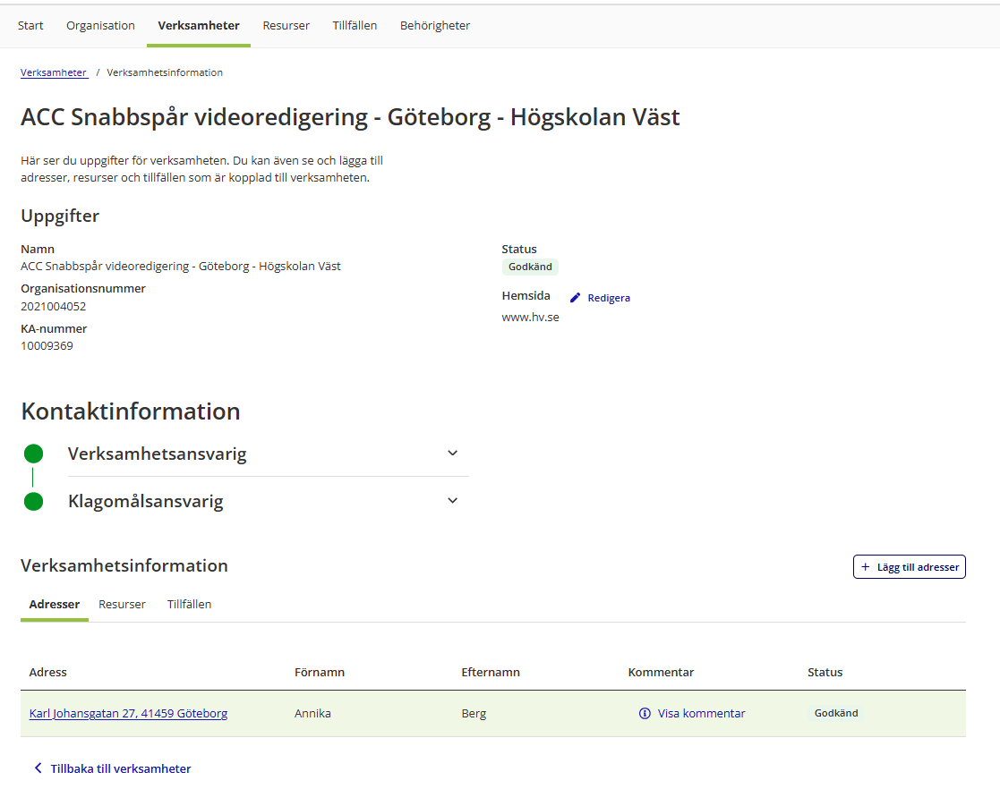 Start Organisation Verksamheter Resurser Tillfällen Behörigheter
Verksamheter / Verksamhetsinformation
ACC Snabbspår videoredigering - Göteborg - Högskolan Väst
Här ser du uppgifter för verksamheten. Du kan även se och lägga till
adresser, resurser och tillfällen som är kopplad till verksamheten.
Uppgifter
Namn
ACC Snabbspår videoredigering - Göteborg - Högskolan Väst
Organisationsnummer
2021004052
KA-nummer
10009369
Status
Godkänd
Hemsida Redigera
www.hv.se
Kontaktinformation
Verksamhetsansvarig
Klagomålsansvarig
Verksamhetsinformation
+ Lägg till adresser
Adresser Resurser Tillfällen
Adress Förnamn Efternamn Kommentar Status
Karl Johansgatan 27, 41459 Göteborg Annika Berg Visa kommentar Godkänd
Tillbaka till verksamheter